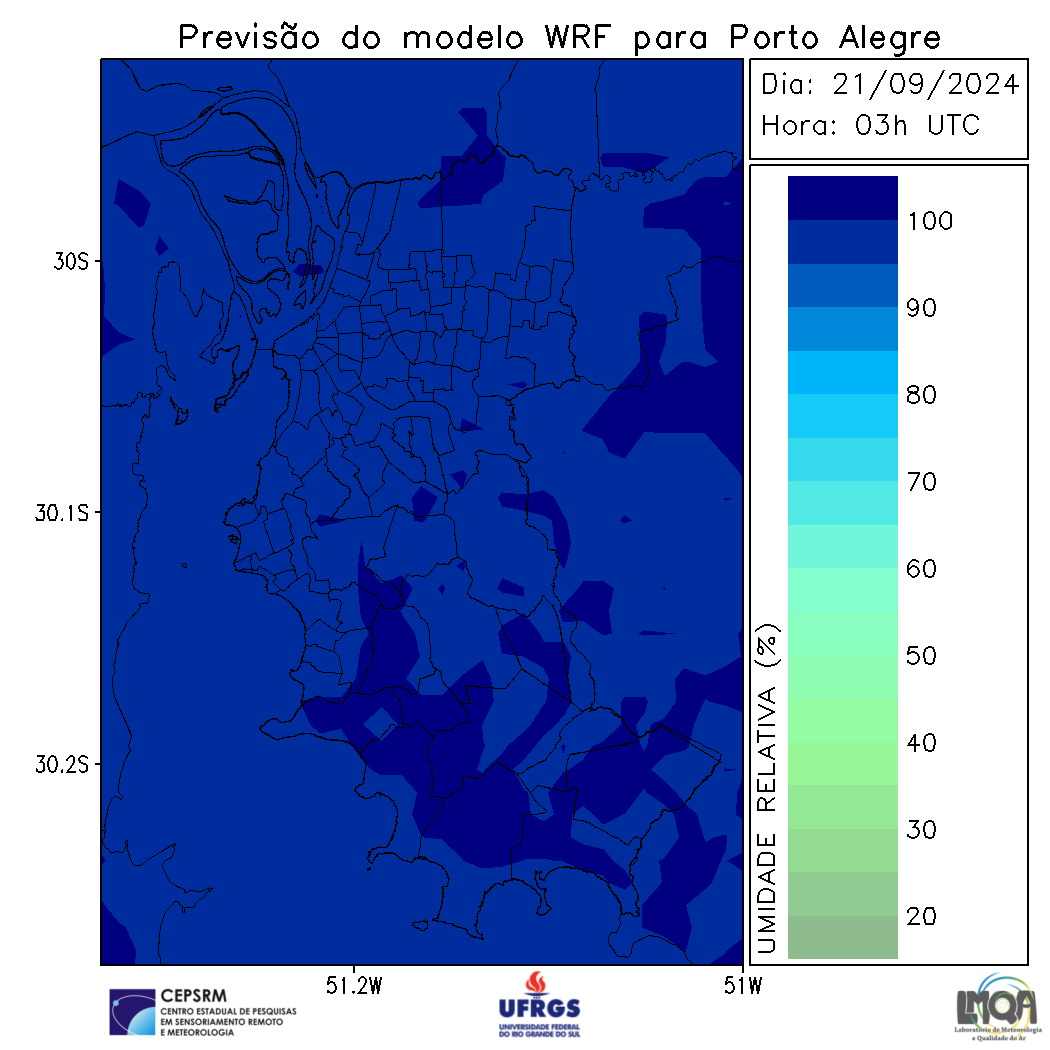 Previsão do modelo WRF para Porto Alegre
Dia: 21/09/2024
Hora: 03h UTC
100
90
80
70
60
50
40
30
20
UMIDADE RELATIVA (%)
30S
30.1S
30.2S
51.2W
51W
CEPSRM
CENTRO ESTADUAL DE PESQUISAS
EM SENSORIAMENTO REMOTO
E METEOROLOGIA
UFRGS
UNIVERSIDADE FEDERAL
DO RIO GRANDE DO SUL
LMQA
Laboratório de Meteorologia
e Qualidade do Ar